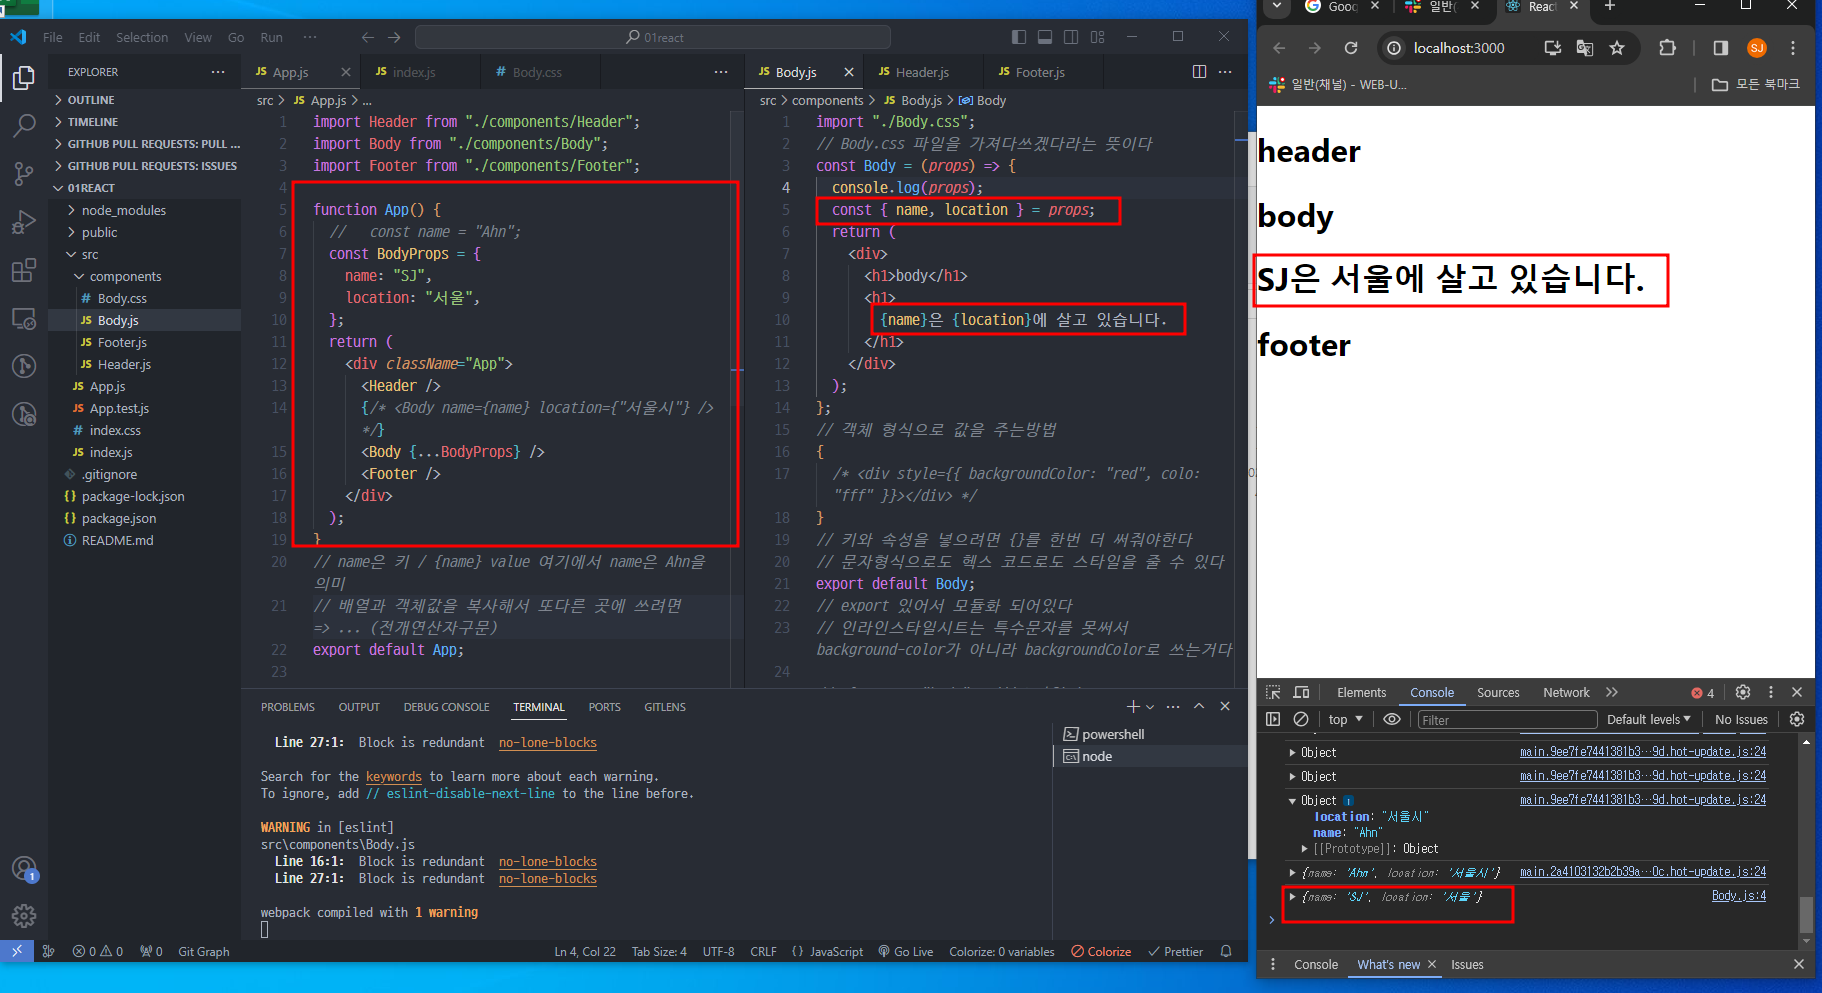 File Edit Selection View Go Run ··· 01react
EXPLORER ···
OUTLINE
TIMELINE
GITHUB PULL REQUESTS: PULL ...
GITHUB PULL REQUESTS: ISSUES
01REACT
node_modules
public
src
components
# Body.css
JS Body.js
JS Footer.js
JS Header.js
JS App.js
JS App.test.js
# index.css
JS index.js
.gitignore
{} package-lock.json
{} package.json
README.md
1
JS App.js JS index.js # Body.css ···
src > JS App.js > ...
1 import Header from "./components/Header";
2 import Body from "./components/Body";
3 import Footer from "./components/Footer";
4
5 function App() {
6 //   const name = "Ahn";
7 const BodyProps = {
8 name: "SJ",
9 location: "서울",
10 };
11 return (
12 <div className="App">
13 <Header />
14 {/* <Body name={name} location={"서울시"} />
*/}
15 <Body {...BodyProps} />
16 <Footer />
17 </div>
18 );
19 }
20 // name은 키 / {name} value 여기에서 name은 Ahn을
의미
21 // 배열과 객체값을 복사해서 또다른 곳에 쓰려면
=> ... (전개연산자구문)
22 export default App;
23
JS Body.js JS Header.js JS Footer.js ···
src > components > JS Body.js > Body
1 import "./Body.css";
2 // Body.css 파일을 가져다쓰겠다라는 뜻이다
3 const Body = (props) => {
4 console.log(props);
5 const { name, location } = props;
6 return (
7 <div>
8 <h1>body</h1>
9 <h1>
10 {name}은 {location}에 살고 있습니다.
11 </h1>
12 </div>
13 );
14 };
15 // 객체 형식으로 값을 주는방법
16 {
17 /* <div style={{ backgroundColor: "red", colo:
"fff" }}></div> */
18 }
19 // 키와 속성을 넣으려면 {}를 한번 더 써줘야한다
20 // 문자형식으로도 헥스 코드로도 스타일을 줄 수 있다
21 export default Body;
22 // export 있어서 모듈화 되어있다
23 // 인라인스타일시트는 특수문자를 못써서
background-color가 아니라 backgroundColor로 쓰는거다
24
PROBLEMS OUTPUT DEBUG CONSOLE TERMINAL PORTS GITLENS
Line 27:1:  Block is redundant  no-lone-blocks
Search for the keywords to learn more about each warning.
To ignore, add // eslint-disable-next-line to the line before.
WARNING in [eslint]
src\components\Body.js
Line 16:1:  Block is redundant  no-lone-blocks
Line 27:1:  Block is redundant  no-lone-blocks
webpack compiled with 1 warning
powershell
node
0 0 0 Git Graph Ln 4, Col 22 Tab Size: 4 UTF-8 CRLF {} JavaScript Go Live Colorize: 0 variables Colorize Prettier
Goog 일반( React
localhost:3000 SJ
일반(채널) - WEB-U... 모든 북마크
header
body
SJ은 서울에 살고 있습니다.
footer
Elements Console Sources Network 4
top Filter Default levels No Issues
Object main.9ee7fe7441381b3…9d.hot-update.js:24
Object main.9ee7fe7441381b3…9d.hot-update.js:24
Object main.9ee7fe7441381b3…9d.hot-update.js:24
location: "서울시"
name: "Ahn"
[[Prototype]]: Object
{name: 'Ahn', location: '서울시'} main.2a4103132b2b39a…0c.hot-update.js:24
{name: 'SJ', location: '서울'} Body.js:4
Console What's new Issues